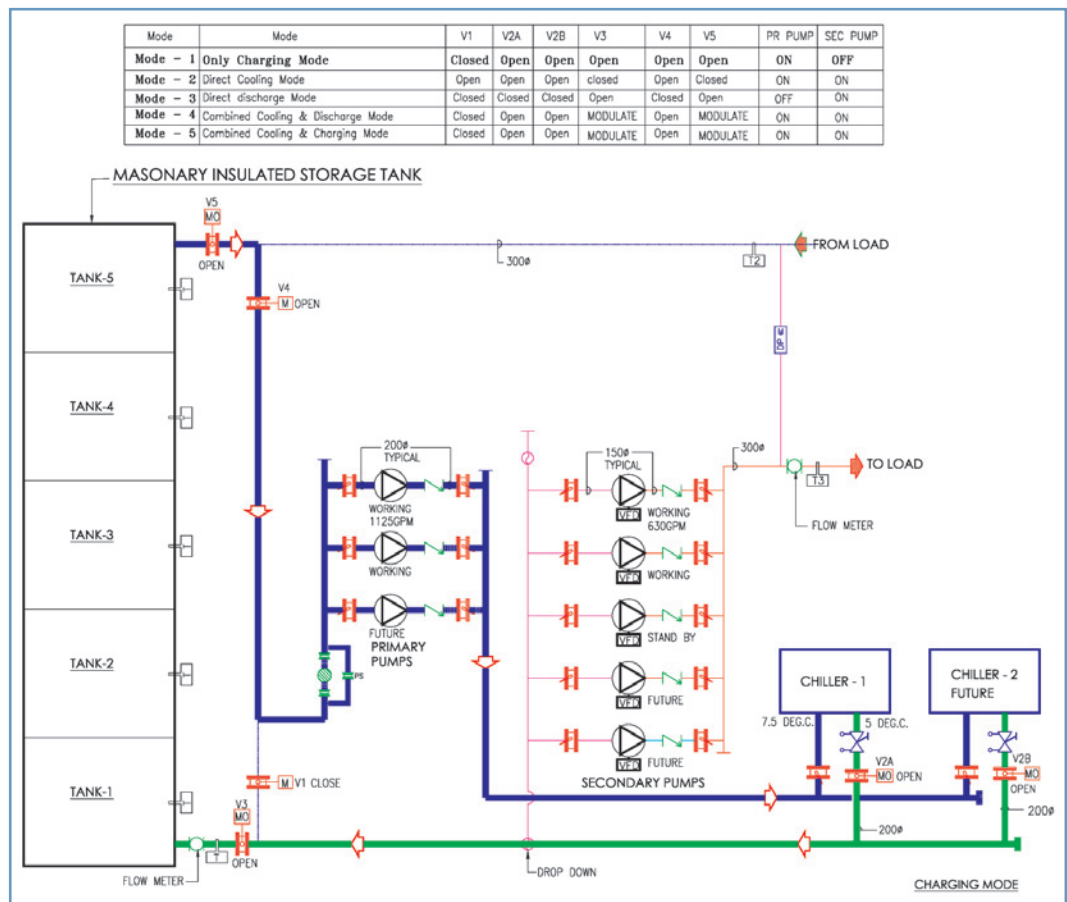 Mode Mode V1 V2A V2B V3 V4 V5 PR PUMP SEC PUMP
Mode - 1 Only Charging Mode Closed Open Open Open Open Open ON OFF
Mode - 2 Direct Cooling Mode Open Open Open closed Open Closed ON ON
Mode - 3 Direct discharge Mode Closed Closed Closed Open Closed Open OFF ON
Mode - 4 Combined Cooling & Discharge Mode Closed Open Open MODULATE Open MODULATE ON ON
Mode - 5 Combined Cooling & Charging Mode Closed Open Open MODULATE Open MODULATE ON ON
MASONARY INSULATED STORAGE TANK
V5
MO
OPEN
FROM LOAD
T2
300ø
TANK-5
V4
M OPEN
TANK-4
200ø
TYPICAL
150ø
TYPICAL
300ø
TO LOAD
T3
FLOW METER
WORKING
1125GPM
VFD
WORKING
630GPM
TANK-3
WORKING
VFD
WORKING
FUTURE
PRIMARY
PUMPS
VFD
STAND BY
TANK-2
PS
VFD
FUTURE
CHILLER - 1
CHILLER - 2
FUTURE
7.5 DEG.C.
5 DEG.C.
VFD
FUTURE
SECONDARY PUMPS
V2A
MO OPEN
V2B
MO
OPEN
TANK-1
M V1 CLOSE
V3
MO
OPEN
T
200ø
200ø
FLOW METER
DROP DOWN
CHARGING MODE